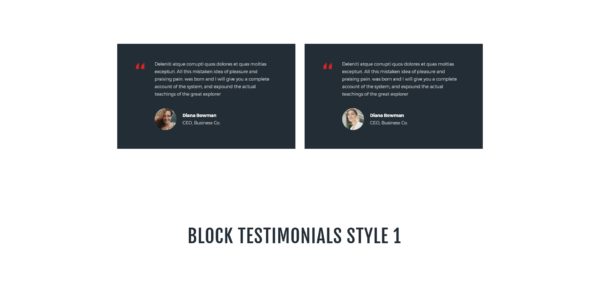 “
Deleniti atque corrupti quos dolores et quas moltias
excepturi. All this mistaken idea of pleasure and
praising pain, was born and I will give you a complete
account of the system, and expound the actual
teachings of the great explorer
Diana Bowman
CEO, Business Co.
“
Deleniti atque corrupti quos dolores et quas moltias
excepturi. All this mistaken idea of pleasure and
praising pain, was born and I will give you a complete
account of the system, and expound the actual
teachings of the great explorer
Diana Bowman
CEO, Business Co.
BLOCK TESTIMONIALS STYLE 1